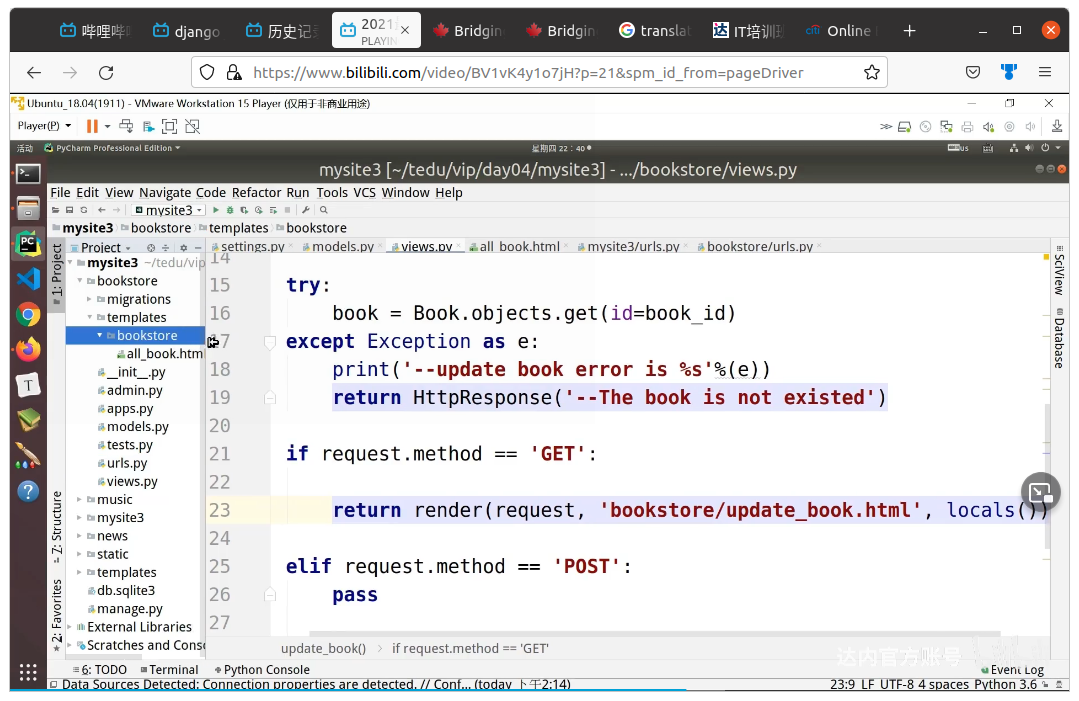 哔哩哔哩
django
历史记录
2021
PLAYIN
Bridgin
Bridgin
translat
IT培训班
citi Online
https://www.bilibili.com/video/BV1vK4y1o7jH?p=21&spm_id_from=pageDriver
Ubuntu_18.04(1911) - VMware Workstation 15 Player (仅用于非商业用途)
Player(P)
活动 PyCharm Professional Edition 星期四 22：40 us
mysite3 [~/tedu/vip/day04/mysite3] - .../bookstore/views.py
File Edit View Navigate Code Refactor Run Tools VCS Window Help
mysite3
mysite3 bookstore templates bookstore
Project settings.py models.py views.py all_book.html mysite3/urls.py bookstore/urls.py
1: Project
mysite3 ~/tedu/vip
bookstore
migrations
templates
bookstore
all_book.html
__init__.py
admin.py
apps.py
models.py
tests.py
urls.py
views.py
music
mysite3
news
static
templates
db.sqlite3
manage.py
External Libraries
Scratches and Conso
Z: Structure
2: Favorites
14
15 try:
16 book = Book.objects.get(id=book_id)
17 except Exception as e:
18 print('--update book error is %s'%(e))
19 return HttpResponse('--The book is not existed')
20
21 if request.method == 'GET':
22
23 return render(request, 'bookstore/update_book.html', locals())
24
25 elif request.method == 'POST':
26 pass
27
SciView
Database
update_book() if request.method == 'GET'
达内官方账号
6: TODO Terminal Python Console Event Log
Data Sources Detected: Connection properties are detected. // Conf... (today 下午2:14) 23:9 LF UTF-8 4 spaces Python 3.6